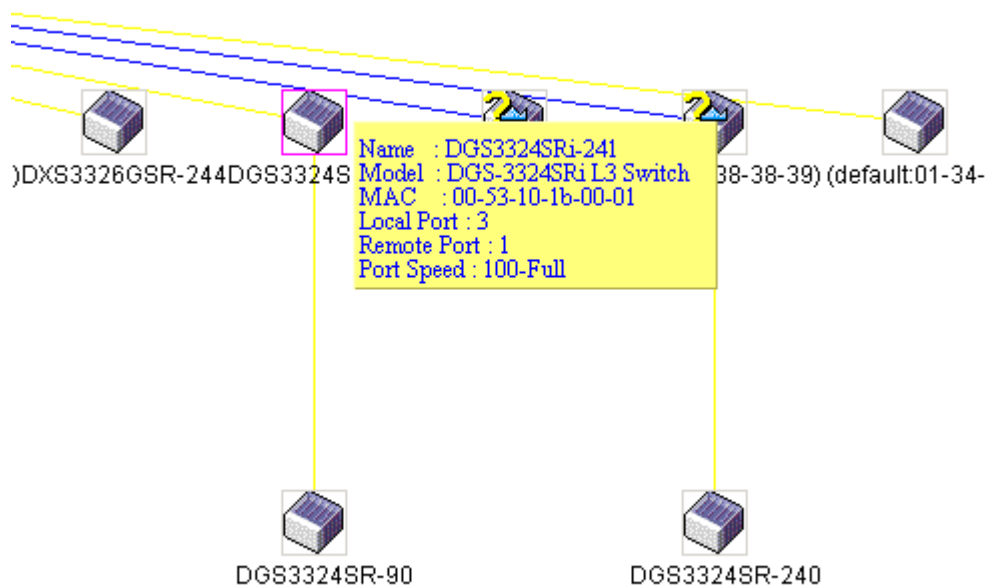 )DXS3326GSR-244DGS3324S
38-38-39) (default:01-34-
Name : DGS3324SRi-241
Model : DGS-3324SRi L3 Switch
MAC : 00-53-10-1b-00-01
Local Port : 3
Remote Port : 1
Port Speed : 100-Full
DGS3324SR-90
DGS3324SR-240